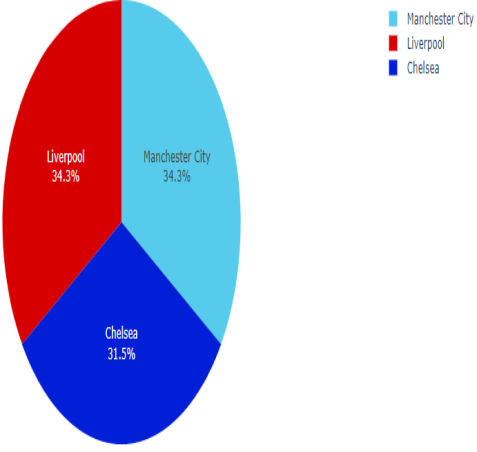 Manchester City
Liverpool
Chelsea
Liverpool
34.3%
Manchester City
34.3%
Chelsea
31.5%